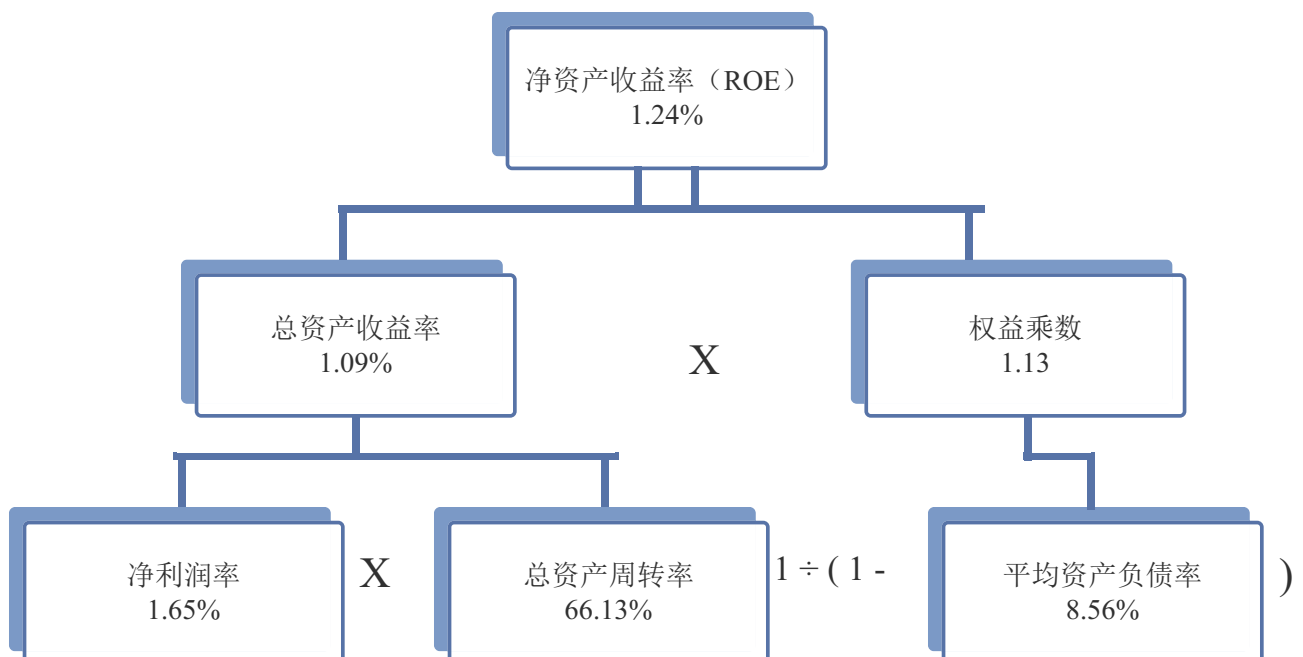 净资产收益率（ROE）
1.24%
总资产收益率
1.09%
X
权益乘数
1.13
净利润率
1.65%
X
总资产周转率
66.13%
1 ÷ ( 1 -
平均资产负债率
8.56%
)